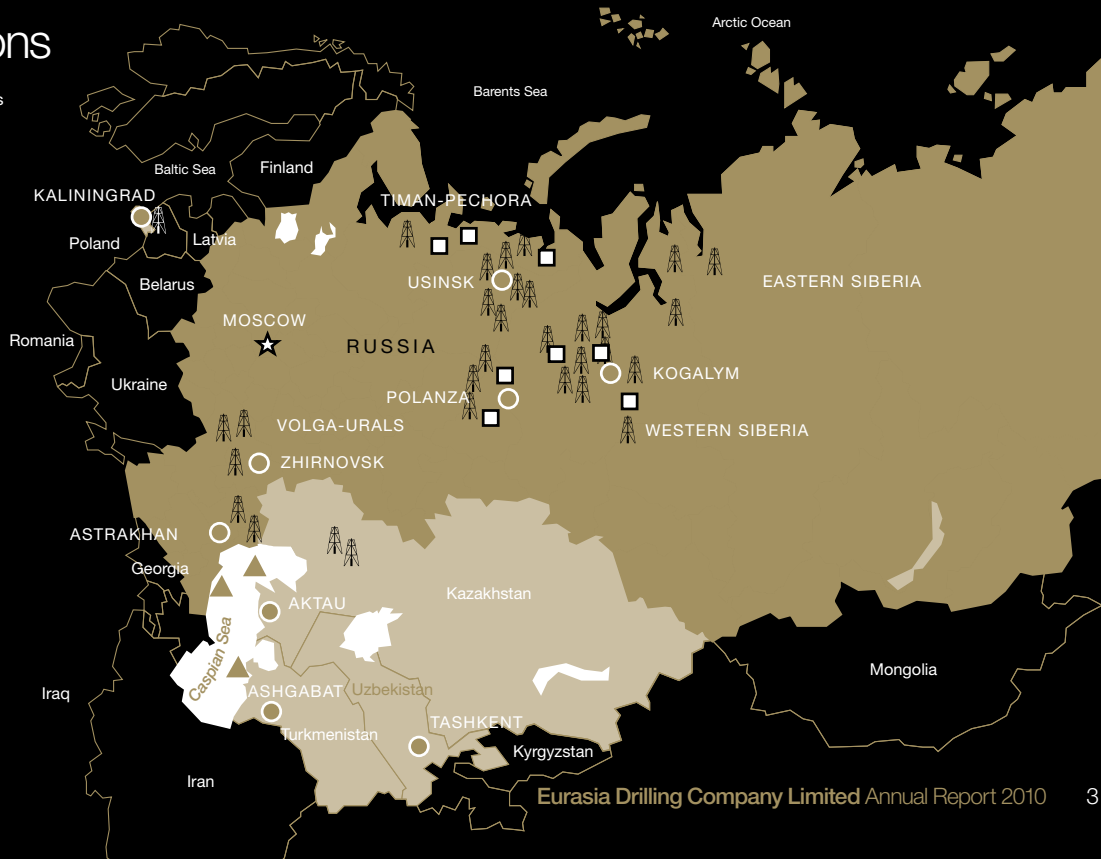 ons
s
Arctic Ocean
Barents Sea
Baltic Sea
Finland
KALININGRAD
TIMAN-PECHORA
Poland
Latvia
Belarus
USINSK
EASTERN SIBERIA
MOSCOW
Romania
RUSSIA
Ukraine
KOGALYM
POLANZA
VOLGA-URALS
WESTERN SIBERIA
ZHIRNOVSK
ASTRAKHAN
Georgia
Kazakhstan
AKTAU
Caspian Sea
Mongolia
Iraq
ASHGABAT
Uzbekistan
TASHKENT
Turkmenistan
Kyrgyzstan
Iran
Eurasia Drilling Company Limited Annual Report 2010 3